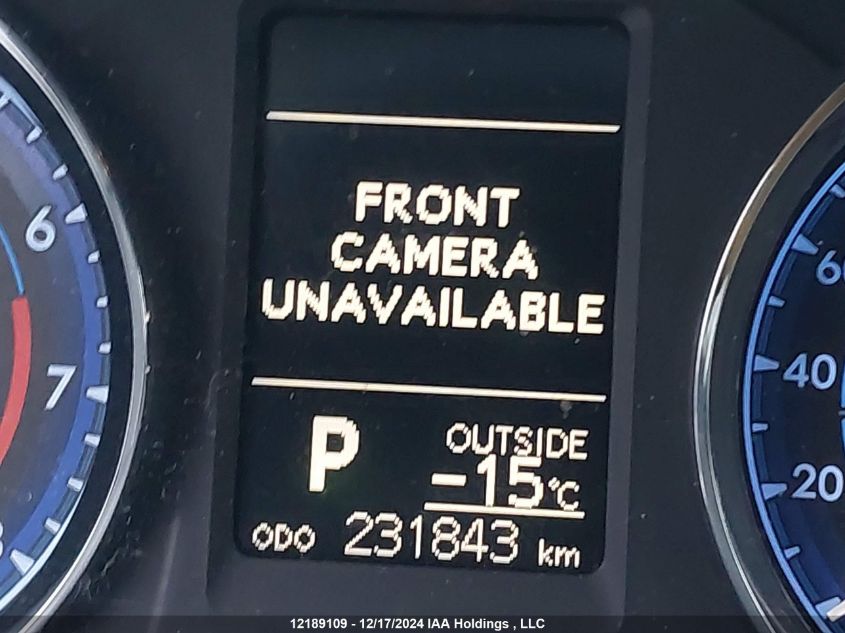 FRONT
CAMERA
UNAVAILABLE
6
7
8
60
40
20
P
OUTSIDE
-15°C
ODO 231843 km
12189109 - 12/17/2024 IAA Holdings , LLC